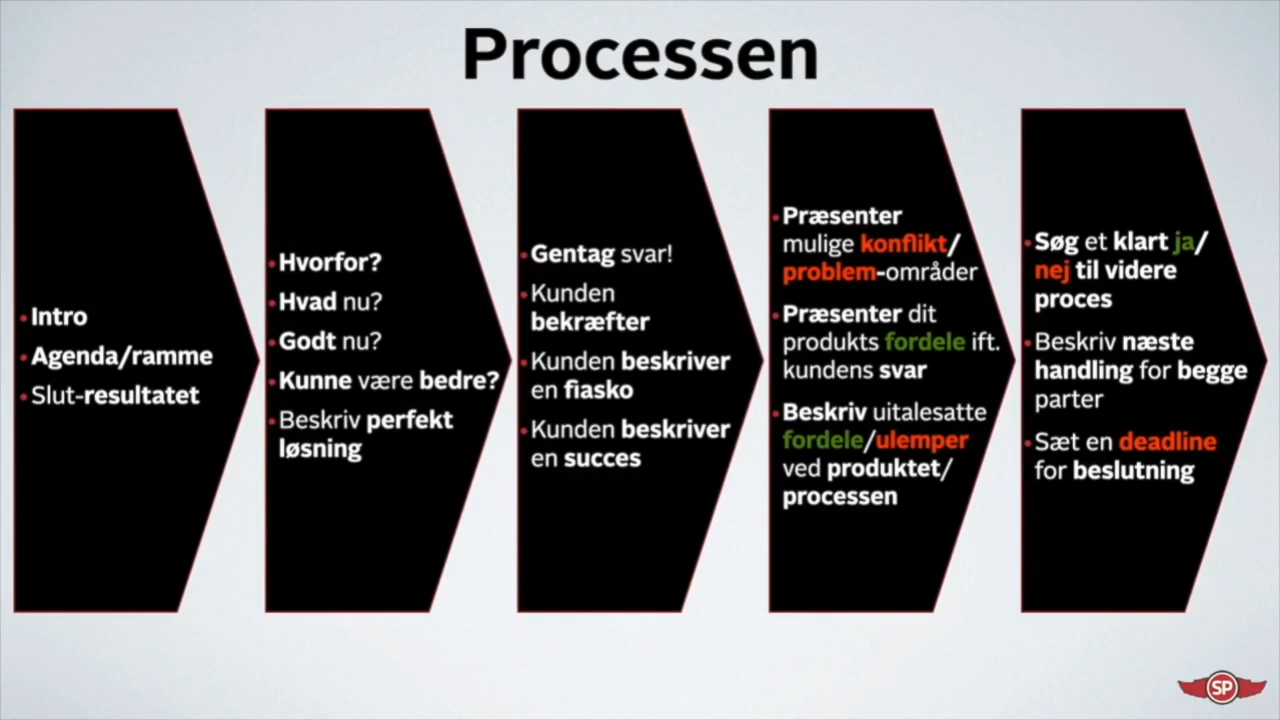 Processen
• Intro
• Agenda/ramme
• Slut-resultatet
• Hvorfor?
• Hvad nu?
• Godt nu?
• Kunne være bedre?
• Beskriv perfekt
løsning
• Gentag svar!
• Kunden
bekræfter
• Kunden beskriver
en fiasko
• Kunden beskriver
en succes
• Præsenter
mulige konflikt/
problem-områder
• Præsenter dit
produkts fordele ift.
kundens svar
• Beskriv uitalesatte
fordele/ulemper
ved produktet/
processen
• Søg et klart ja/
nej til videre
proces
• Beskriv næste
handling for begge
parter
• Sæt en deadline
for beslutning
SP